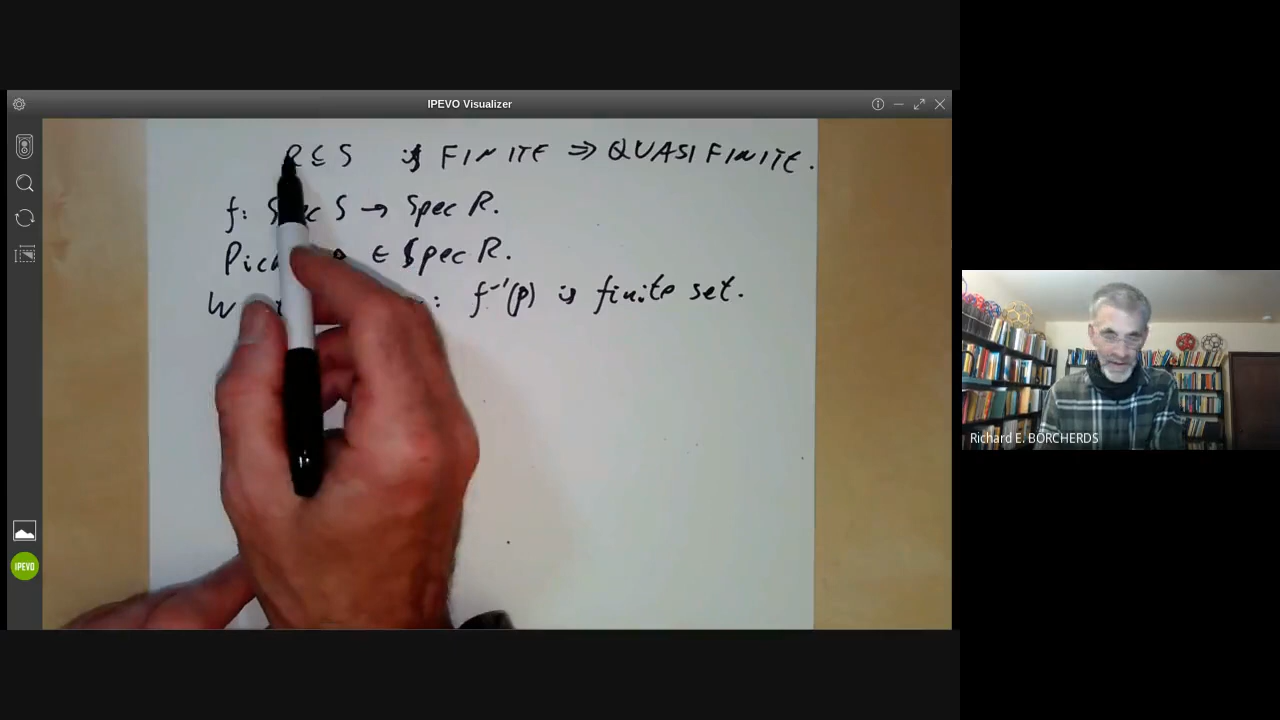 IPEVO Visualizer
R ⊆ S is FINITE ⇒ QUASI FINITE.
f: Spec S → Spec R.
Pick p ∈ Spec R.
: f⁻¹(p) is finite set.
IPEVO
Richard E. BORCHERDS